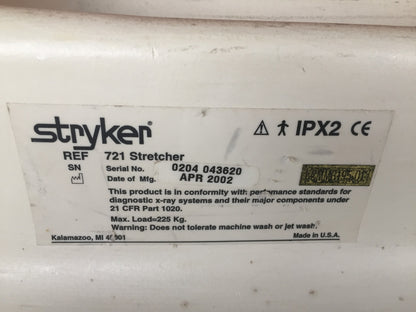 stryker
IPX2 CE
REF 721 Stretcher
SN Serial No. 0204 043620
Date of Mfg. APR 2002
This product is in conformity with performance standards for
diagnostic x-ray systems and their major components under
21 CFR Part 1020.
Max. Load=225 Kg.
Warning: Does not tolerate machine wash or jet wash.
Kalamazoo, MI 49001
Made in U.S.A.